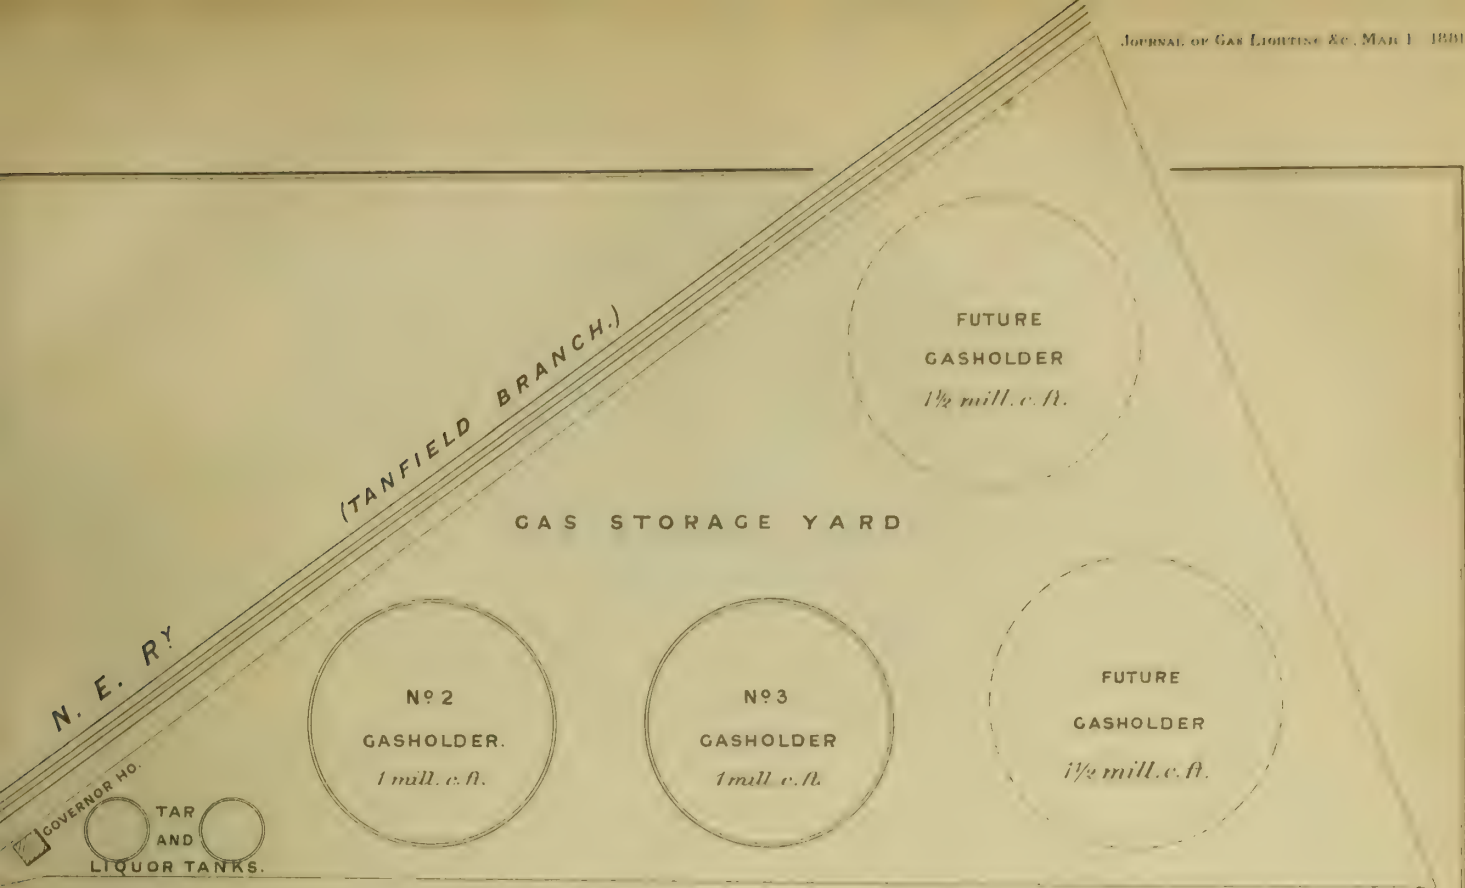 JOURNAL OF GAS LIGHTING &c. MAR 1 1881
FUTURE
GASHOLDER
1½ mill. c. ft.
(TANFIELD BRANCH.)
GAS STORAGE YARD
N. E. RY
Nº 2
GASHOLDER.
1 mill. c. ft.
Nº 3
GASHOLDER
1 mill c. ft.
FUTURE
GASHOLDER
1½ mill. c. ft.
GOVERNOR HO.
TAR
AND
LIQUOR TANKS.